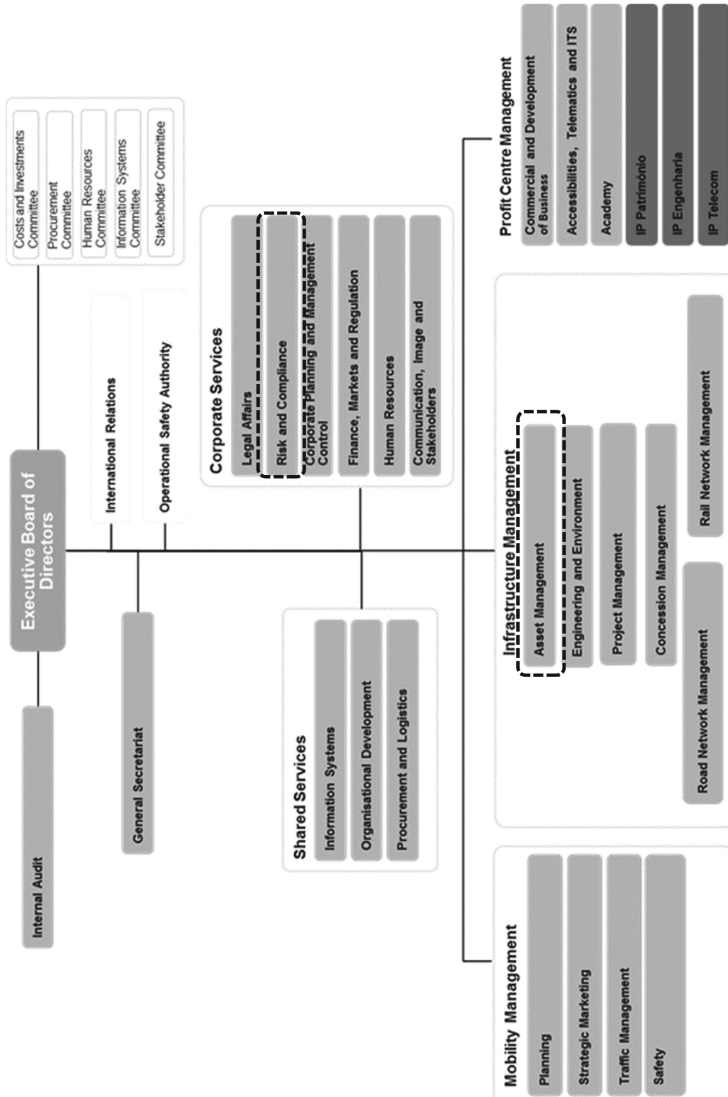 Executive Board of
Directors
Costs and Investments
Committee
Procurement
Committee
Human Resources
Committee
Information Systems
Committee
Stakeholder Committee
Internal Audit
International Relations
General Secretariat
Operational Safety Authority
Shared Services
Information Systems
Organisational Development
Procurement and Logistics
Corporate Services
Legal Affairs
Risk and Compliance
Corporate Planning and Management
Control
Finance, Markets and Regulation
Human Resources
Communication, Image and
Stakeholders
Mobility Management
Planning
Strategic Marketing
Traffic Management
Safety
Infrastructure Management
Asset Management
Engineering and Environment
Project Management
Concession Management
Road Network Management
Rail Network Management
Profit Centre Management
Commercial and Development
of Business
Accessibilities, Telematics and ITS
Academy
IP Património
IP Engenharia
IP Telecom